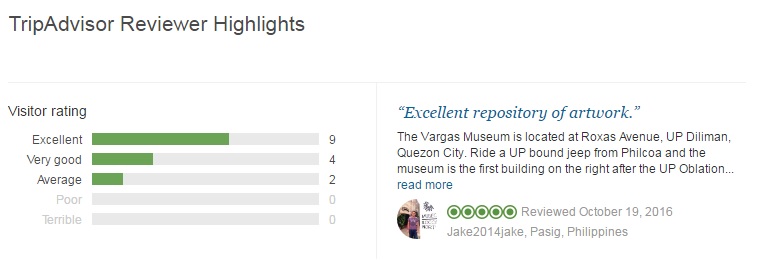 TripAdvisor Reviewer Highlights
Visitor rating
Excellent 9
Very good 4
Average 2
Poor 0
Terrible 0
“Excellent repository of artwork.”
The Vargas Museum is located at Roxas Avenue, UP Diliman,
Quezon City. Ride a UP bound jeep from Philcoa and the
museum is the first building on the right after the UP Oblation...
read more
Reviewed October 19, 2016
Jake2014jake, Pasig, Philippines